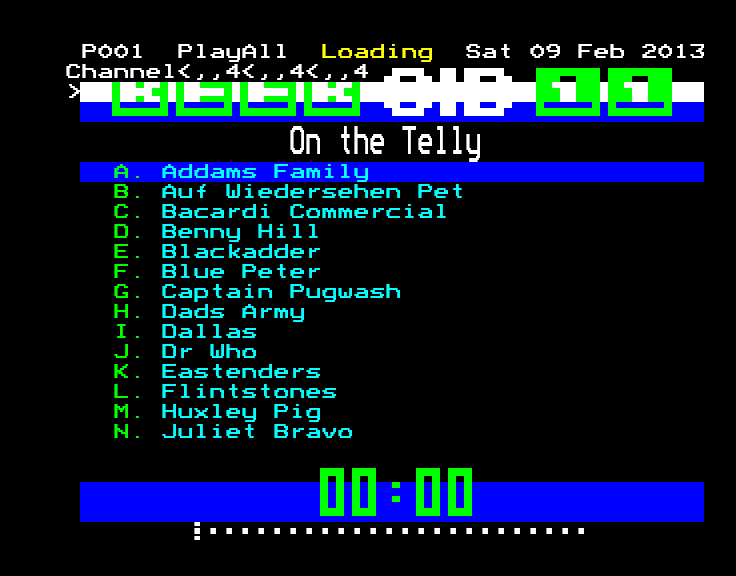 P001 PlayAll Loading Sat 09 Feb 2013
Channel<,,4<,,4<,,4
>
On the Telly
A. Addams Family
B. Auf Wiedersehen Pet
C. Bacardi Commercial
D. Benny Hill
E. Blackadder
F. Blue Peter
G. Captain Pugwash
H. Dads Army
I. Dallas
J. Dr Who
K. Eastenders
L. Flintstones
M. Huxley Pig
N. Juliet Bravo
00:00